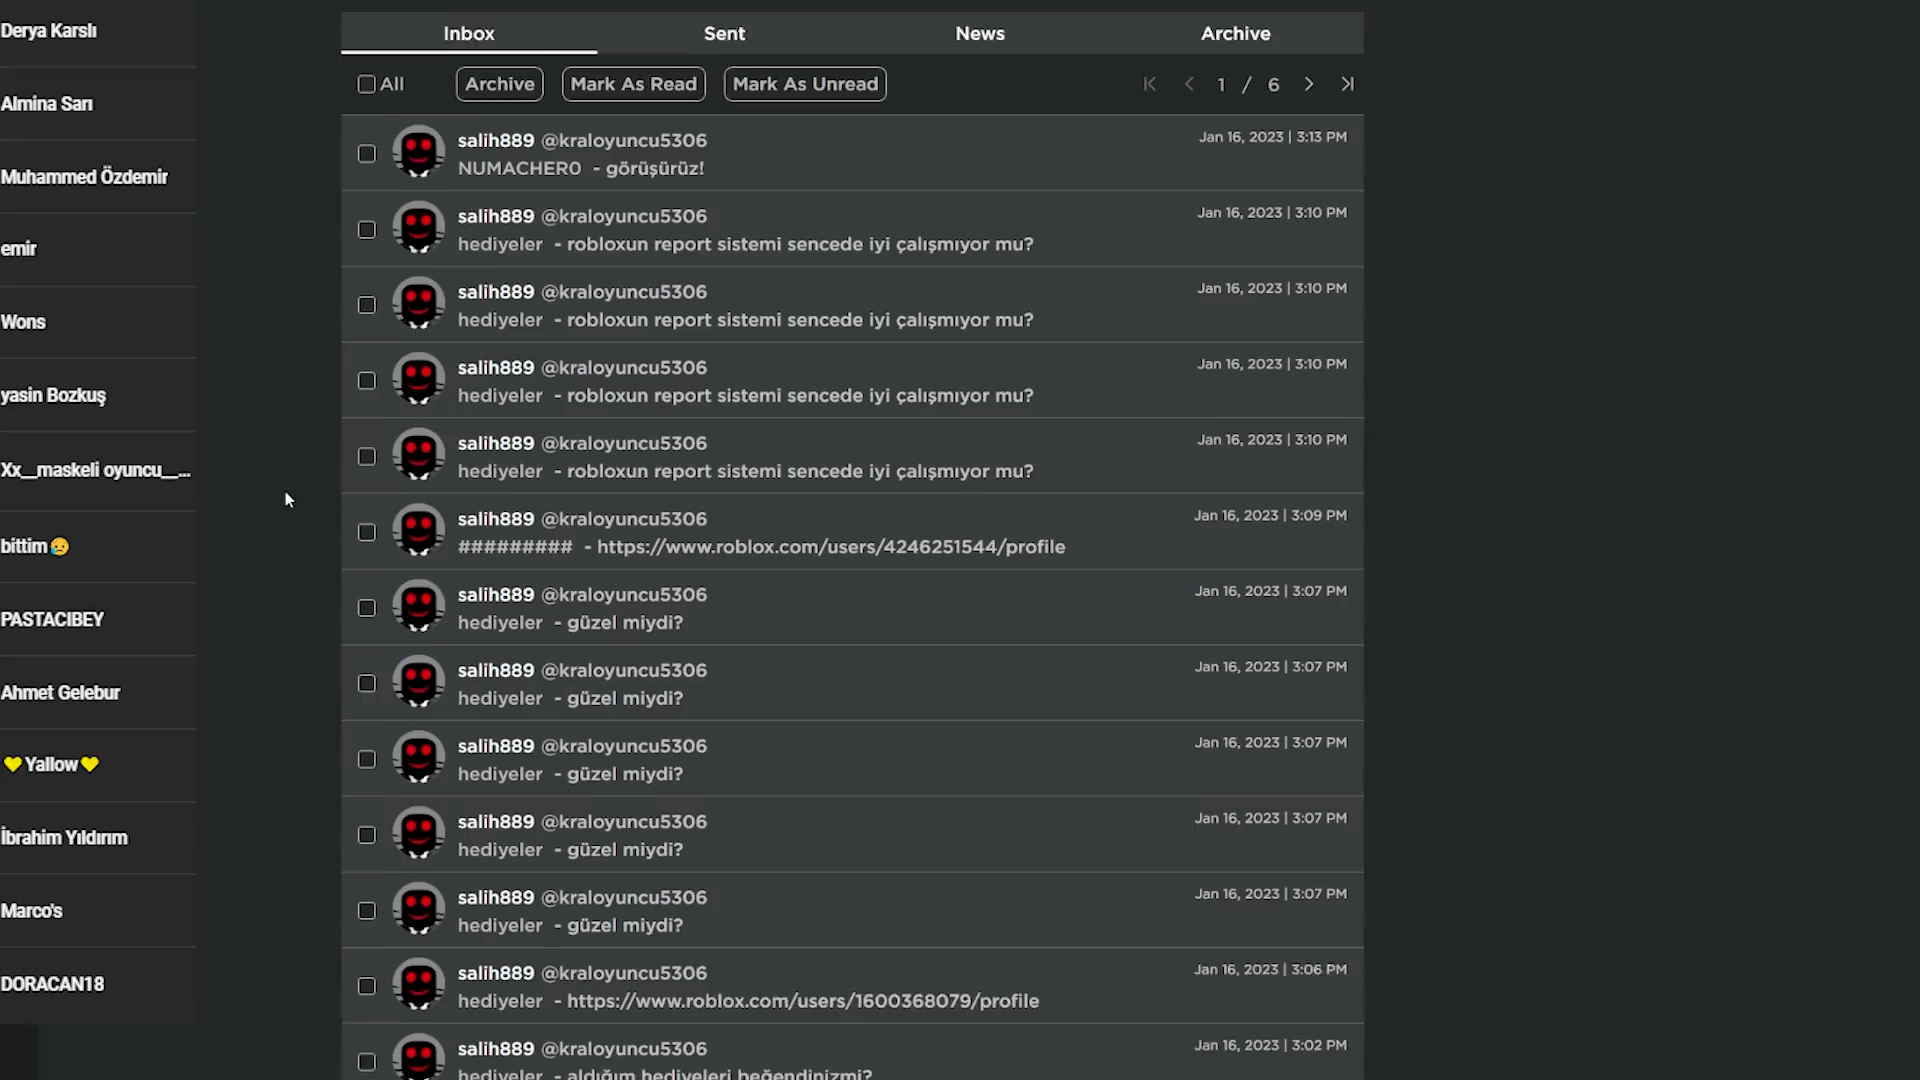 Derya Karslı
Almina Sarı
Muhammed Özdemir
emir
Wons
yasin Bozkuş
Xx__maskeli oyuncu__...
bittim😥
PASTACIBEY
Ahmet Gelebur
💛Yallow💛
İbrahim Yıldırım
Marco's
DORACAN18
Inbox Sent News Archive
All Archive Mark As Read Mark As Unread 1 / 6
salih889 @kraloyuncu5306 Jan 16, 2023 | 3:13 PM
NUMACHER0 - görüşürüz!
salih889 @kraloyuncu5306 Jan 16, 2023 | 3:10 PM
hediyeler - robloxun report sistemi sencede iyi çalışmıyor mu?
salih889 @kraloyuncu5306 Jan 16, 2023 | 3:10 PM
hediyeler - robloxun report sistemi sencede iyi çalışmıyor mu?
salih889 @kraloyuncu5306 Jan 16, 2023 | 3:10 PM
hediyeler - robloxun report sistemi sencede iyi çalışmıyor mu?
salih889 @kraloyuncu5306 Jan 16, 2023 | 3:10 PM
hediyeler - robloxun report sistemi sencede iyi çalışmıyor mu?
salih889 @kraloyuncu5306 Jan 16, 2023 | 3:09 PM
######### - https://www.roblox.com/users/4246251544/profile
salih889 @kraloyuncu5306 Jan 16, 2023 | 3:07 PM
hediyeler - güzel miydi?
salih889 @kraloyuncu5306 Jan 16, 2023 | 3:07 PM
hediyeler - güzel miydi?
salih889 @kraloyuncu5306 Jan 16, 2023 | 3:07 PM
hediyeler - güzel miydi?
salih889 @kraloyuncu5306 Jan 16, 2023 | 3:07 PM
hediyeler - güzel miydi?
salih889 @kraloyuncu5306 Jan 16, 2023 | 3:07 PM
hediyeler - güzel miydi?
salih889 @kraloyuncu5306 Jan 16, 2023 | 3:06 PM
hediyeler - https://www.roblox.com/users/1600368079/profile
salih889 @kraloyuncu5306 Jan 16, 2023 | 3:02 PM
hediyeler - aldığım hediyeleri beğendinizmi?